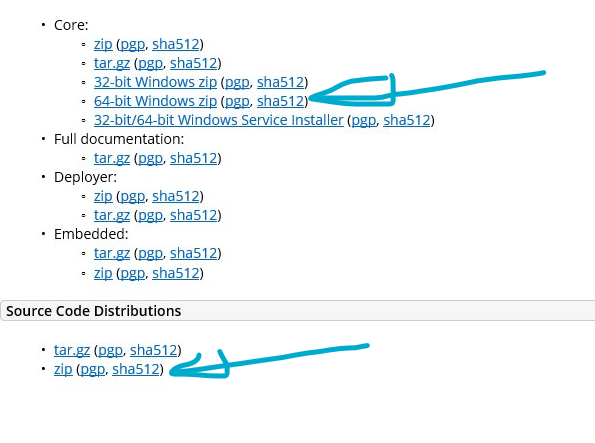 • Core:
◦ zip (pgp, sha512)
◦ tar.gz (pgp, sha512)
◦ 32-bit Windows zip (pgp, sha512)
◦ 64-bit Windows zip (pgp, sha512)
◦ 32-bit/64-bit Windows Service Installer (pgp, sha512)
• Full documentation:
◦ tar.gz (pgp, sha512)
• Deployer:
◦ zip (pgp, sha512)
◦ tar.gz (pgp, sha512)
• Embedded:
◦ tar.gz (pgp, sha512)
◦ zip (pgp, sha512)
Source Code Distributions
• tar.gz (pgp, sha512)
• zip (pgp, sha512)